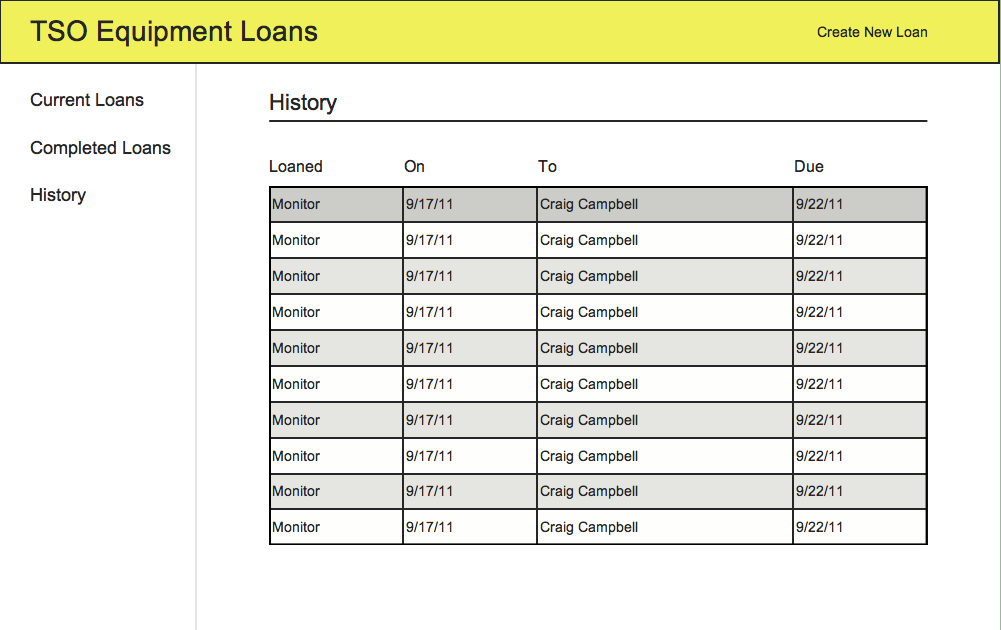 TSO Equipment Loans
Create New Loan
Current Loans
Completed Loans
History
History
Loaned On To Due
Monitor 9/17/11 Craig Campbell 9/22/11
Monitor 9/17/11 Craig Campbell 9/22/11
Monitor 9/17/11 Craig Campbell 9/22/11
Monitor 9/17/11 Craig Campbell 9/22/11
Monitor 9/17/11 Craig Campbell 9/22/11
Monitor 9/17/11 Craig Campbell 9/22/11
Monitor 9/17/11 Craig Campbell 9/22/11
Monitor 9/17/11 Craig Campbell 9/22/11
Monitor 9/17/11 Craig Campbell 9/22/11
Monitor 9/17/11 Craig Campbell 9/22/11